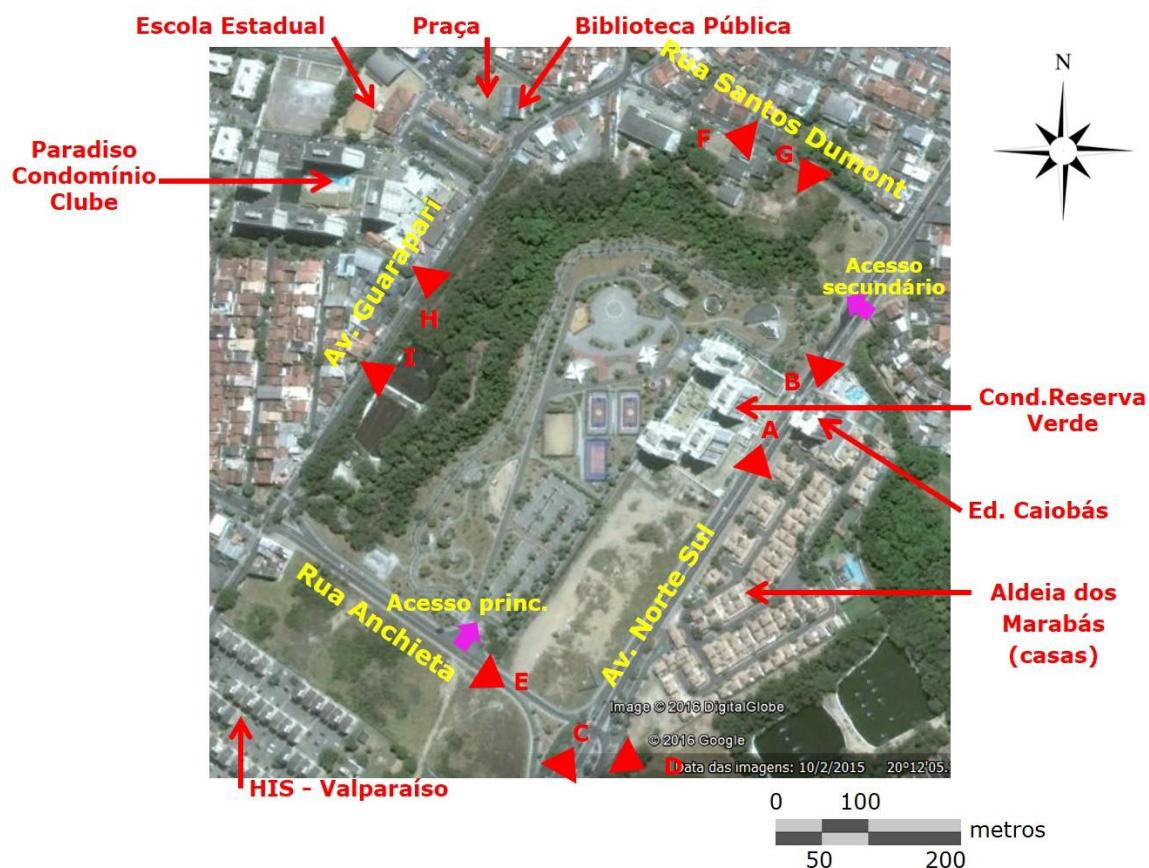 Escola Estadual
Praça
Biblioteca Pública
Rua Santos Dumont
N
Paradiso
Condomínio
Clube
F
G
Av. Guarapari
Acesso
secundário
H
I
B
Cond.Reserva
Verde
A
Ed. Caiobás
Av. Norte Sul
Rua Anchieta
Acesso princ.
Aldeia dos
Marabás
(casas)
E
Image © 2016 DigitalGlobe
C
© 2016 Google
D
Data das imagens: 10/2/2015 20°12'05.
HIS - Valparaíso
0 100
metros
50 200